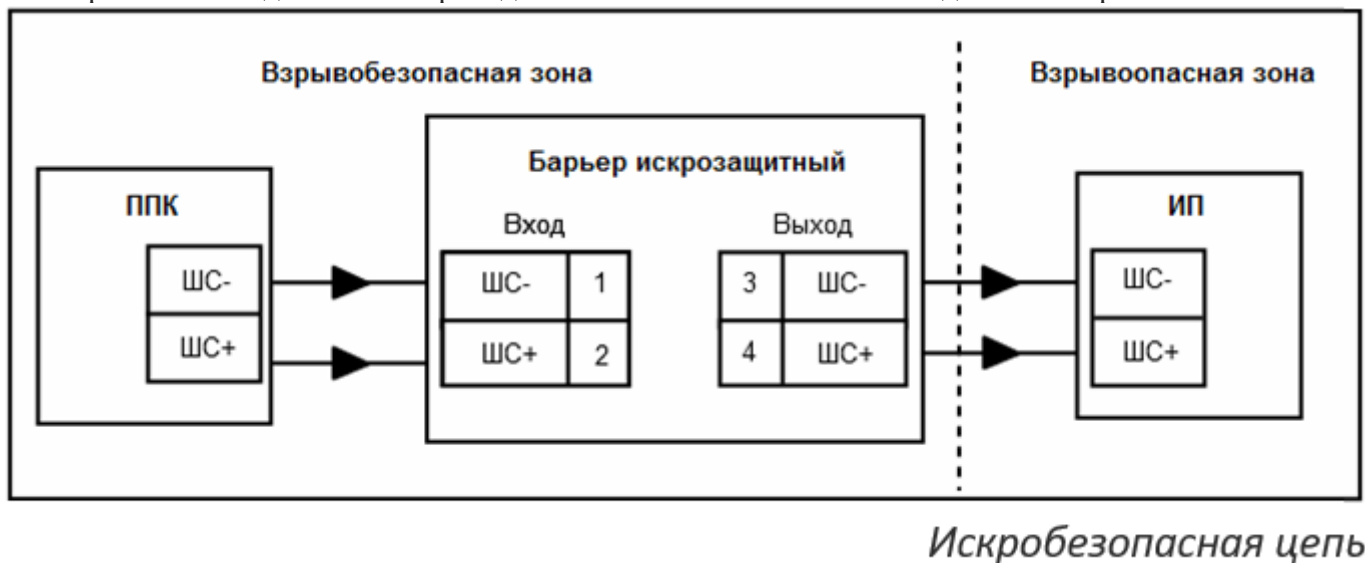 Взрывобезопасная зона
Взрывоопасная зона
Барьер искрозащитный
ППК
ИП
Вход
Выход
ШС-
ШС- 1
3 ШС-
ШС-
ШС+
ШС+ 2
4 ШС+
ШС+
Искробезопасная цепь